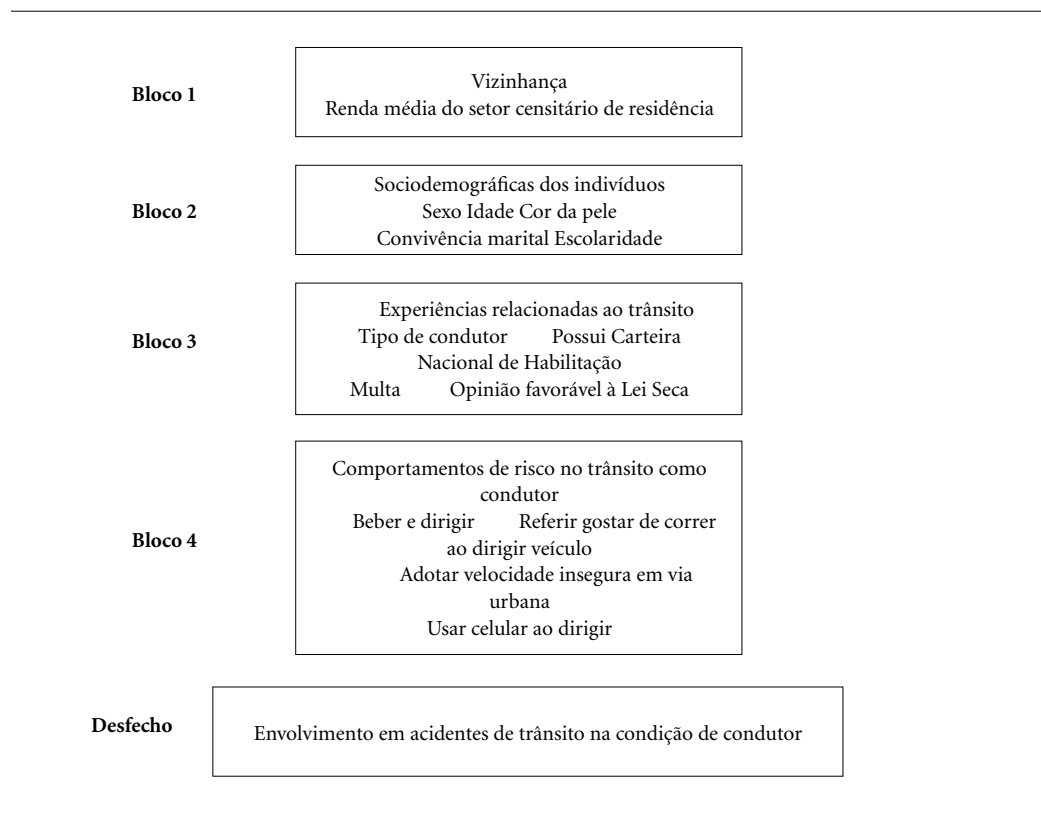 Bloco 1
Vizinhança
Renda média do setor censitário de residência
Bloco 2
Sociodemográficas dos indivíduos
Sexo Idade Cor da pele
Convivência marital Escolaridade
Bloco 3
Experiências relacionadas ao trânsito
Tipo de condutor Possui Carteira
Nacional de Habilitação
Multa Opinião favorável à Lei Seca
Bloco 4
Comportamentos de risco no trânsito como
condutor
Beber e dirigir Referir gostar de correr
ao dirigir veículo
Adotar velocidade insegura em via
urbana
Usar celular ao dirigir
Desfecho
Envolvimento em acidentes de trânsito na condição de condutor